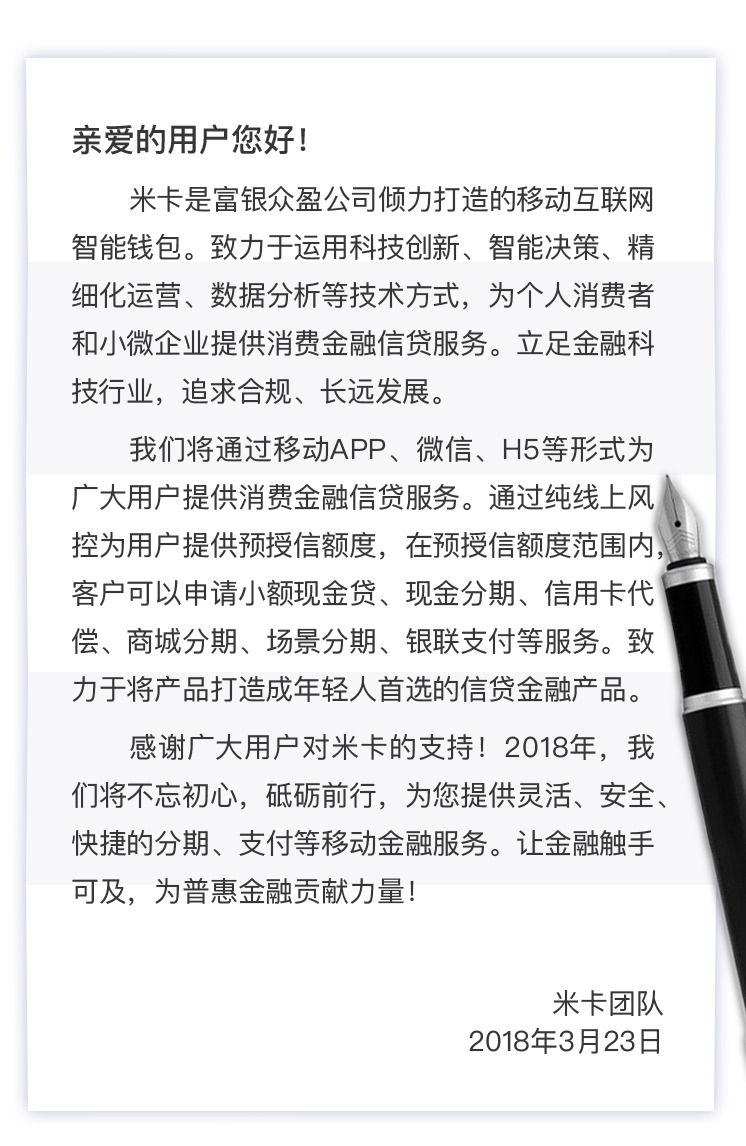 亲爱的用户您好！
米卡是富银众盈公司倾力打造的移动互联网
智能钱包。致力于运用科技创新、智能决策、精
细化运营、数据分析等技术方式，为个人消费者
和小微企业提供消费金融信贷服务。立足金融科
技行业，追求合规、长远发展。
我们将通过移动APP、微信、H5等形式为
广大用户提供消费金融信贷服务。通过纯线上风
控为用户提供预授信额度，在预授信额度范围内，
客户可以申请小额现金贷、现金分期、信用卡代
偿、商城分期、场景分期、银联支付等服务。致
力于将产品打造成年轻人首选的信贷金融产品。
感谢广大用户对米卡的支持！2018年，我
们将不忘初心，砥砺前行，为您提供灵活、安全、
快捷的分期、支付等移动金融服务。让金融触手
可及，为普惠金融贡献力量！
米卡团队
2018年3月23日